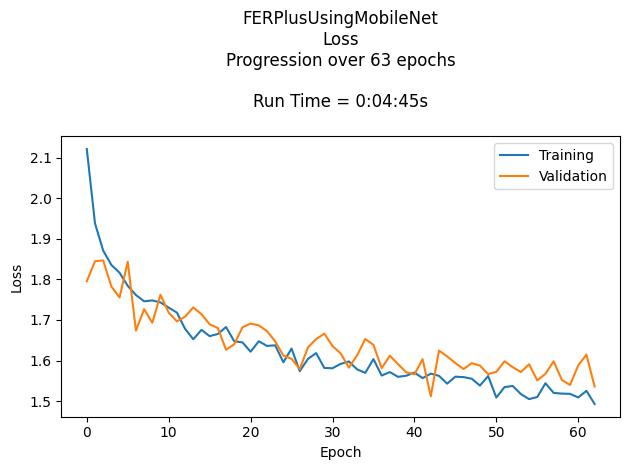 FERPlusUsingMobileNet
Loss
Progression over 63 epochs
Run Time = 0:04:45s
Training
Validation
2.1
2.0
1.9
1.8
1.7
1.6
1.5
Loss
0
10
20
30
40
50
60
Epoch